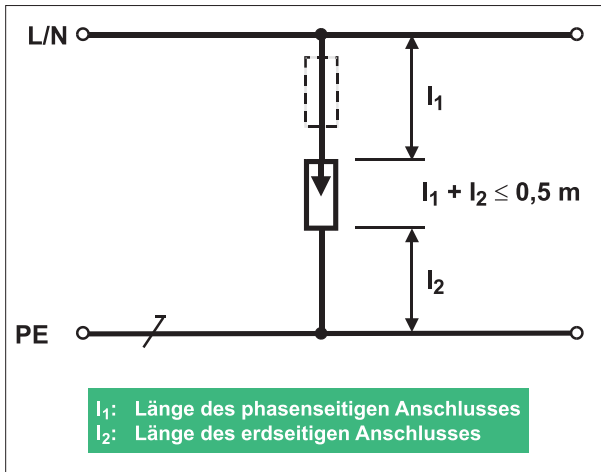 L/N
l₁
l₁ + l₂ ≤ 0,5 m
l₂
PE
l₁: Länge des phasenseitigen Anschlusses
l₂: Länge des erdseitigen Anschlusses